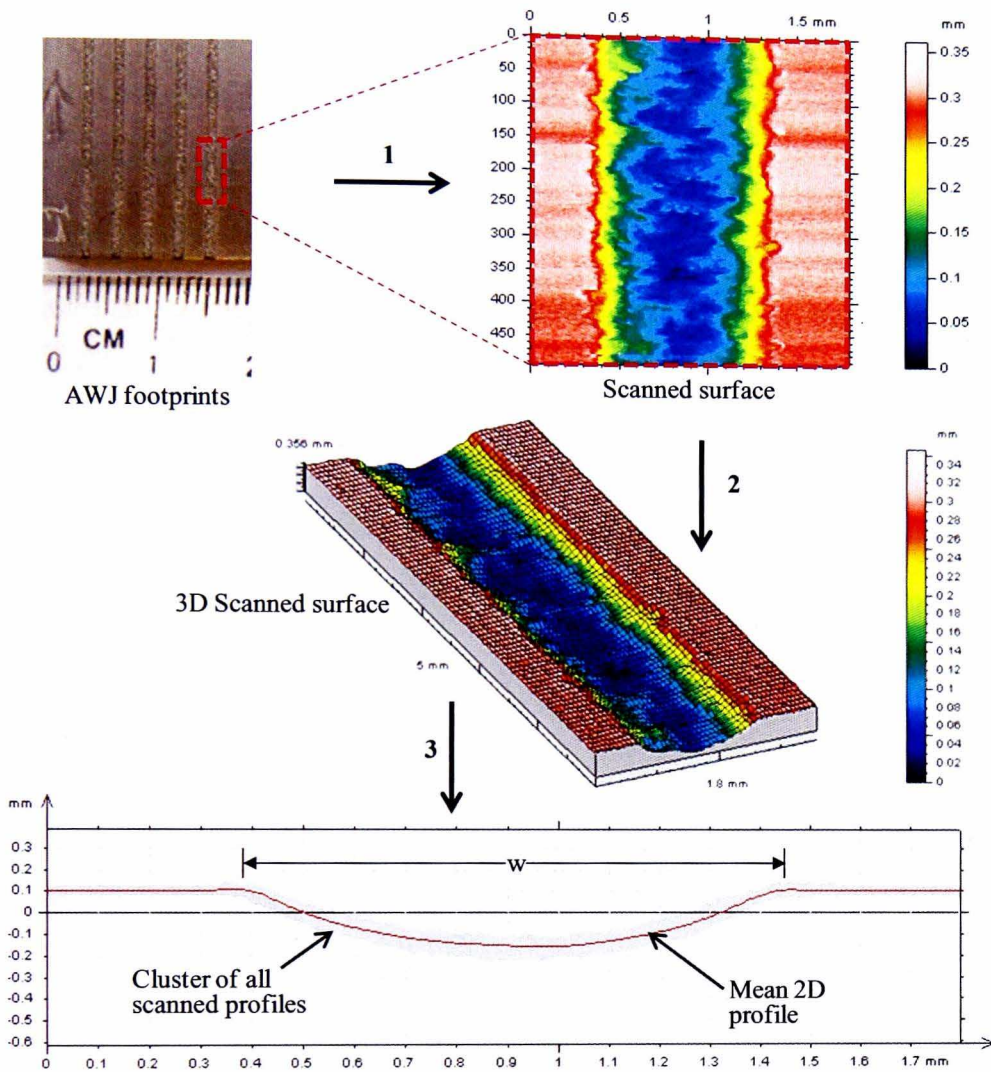 0 0.5 1 1.5 mm
0
50
100
150
200
250
300
350
400
450
mm
0.35
0.3
0.25
0.2
0.15
0.1
0.05
0
1
CM
0 1 2
AWJ footprints
Scanned surface
2
0.356 mm
3D Scanned surface
5 mm
1.8 mm
mm
0.34
0.32
0.3
0.28
0.26
0.24
0.22
0.2
0.18
0.16
0.14
0.12
0.1
0.08
0.06
0.04
0.02
0
3
mm
0.3
0.2
0.1
0
-0.1
-0.2
-0.3
-0.4
-0.5
-0.6
w
Cluster of all
scanned profiles
Mean 2D
profile
0 0.1 0.2 0.3 0.4 0.5 0.6 0.7 0.8 0.9 1 1.1 1.2 1.3 1.4 1.5 1.6 1.7 mm